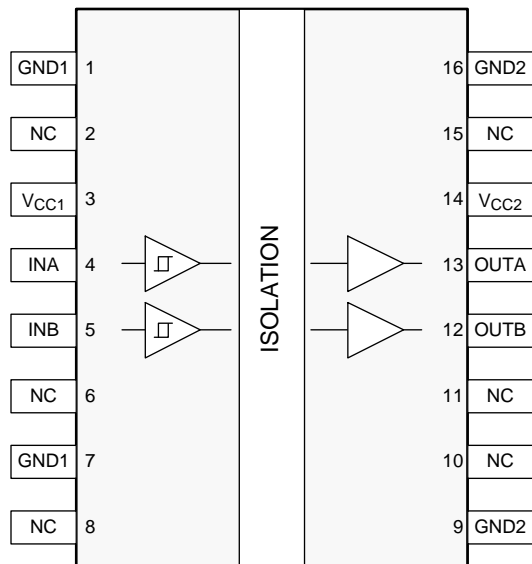 GND1 1 16 GND2
NC 2 15 NC
VCC1 3 14 VCC2
INA 4 13 OUTA
INB 5 12 OUTB
NC 6 11 NC
GND1 7 10 NC
NC 8 9 GND2
ISOLATION